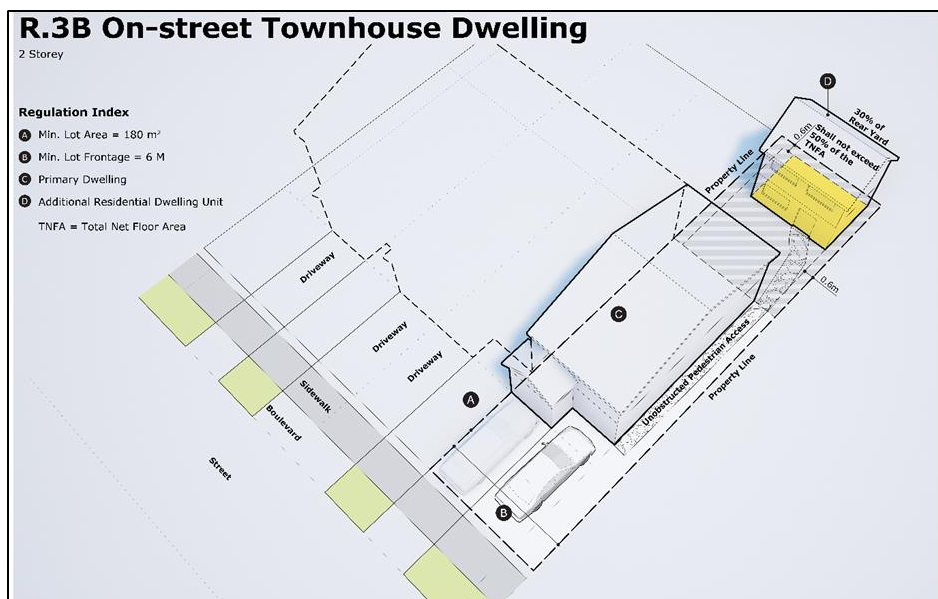 R.3B On-street Townhouse Dwelling
2 Storey
Regulation Index
A Min. Lot Area = 180 m²
B Min. Lot Frontage = 6 M
C Primary Dwelling
D Additional Residential Dwelling Unit
TNFA = Total Net Floor Area
D
30% of
Rear Yard
0.6m
Shall not exceed
50% of the
TNFA
Property Line
0.6m
C
Unobstructed Pedestrian Access
Property Line
Driveway
Driveway
Driveway
A
B
Sidewalk
Boulevard
Street